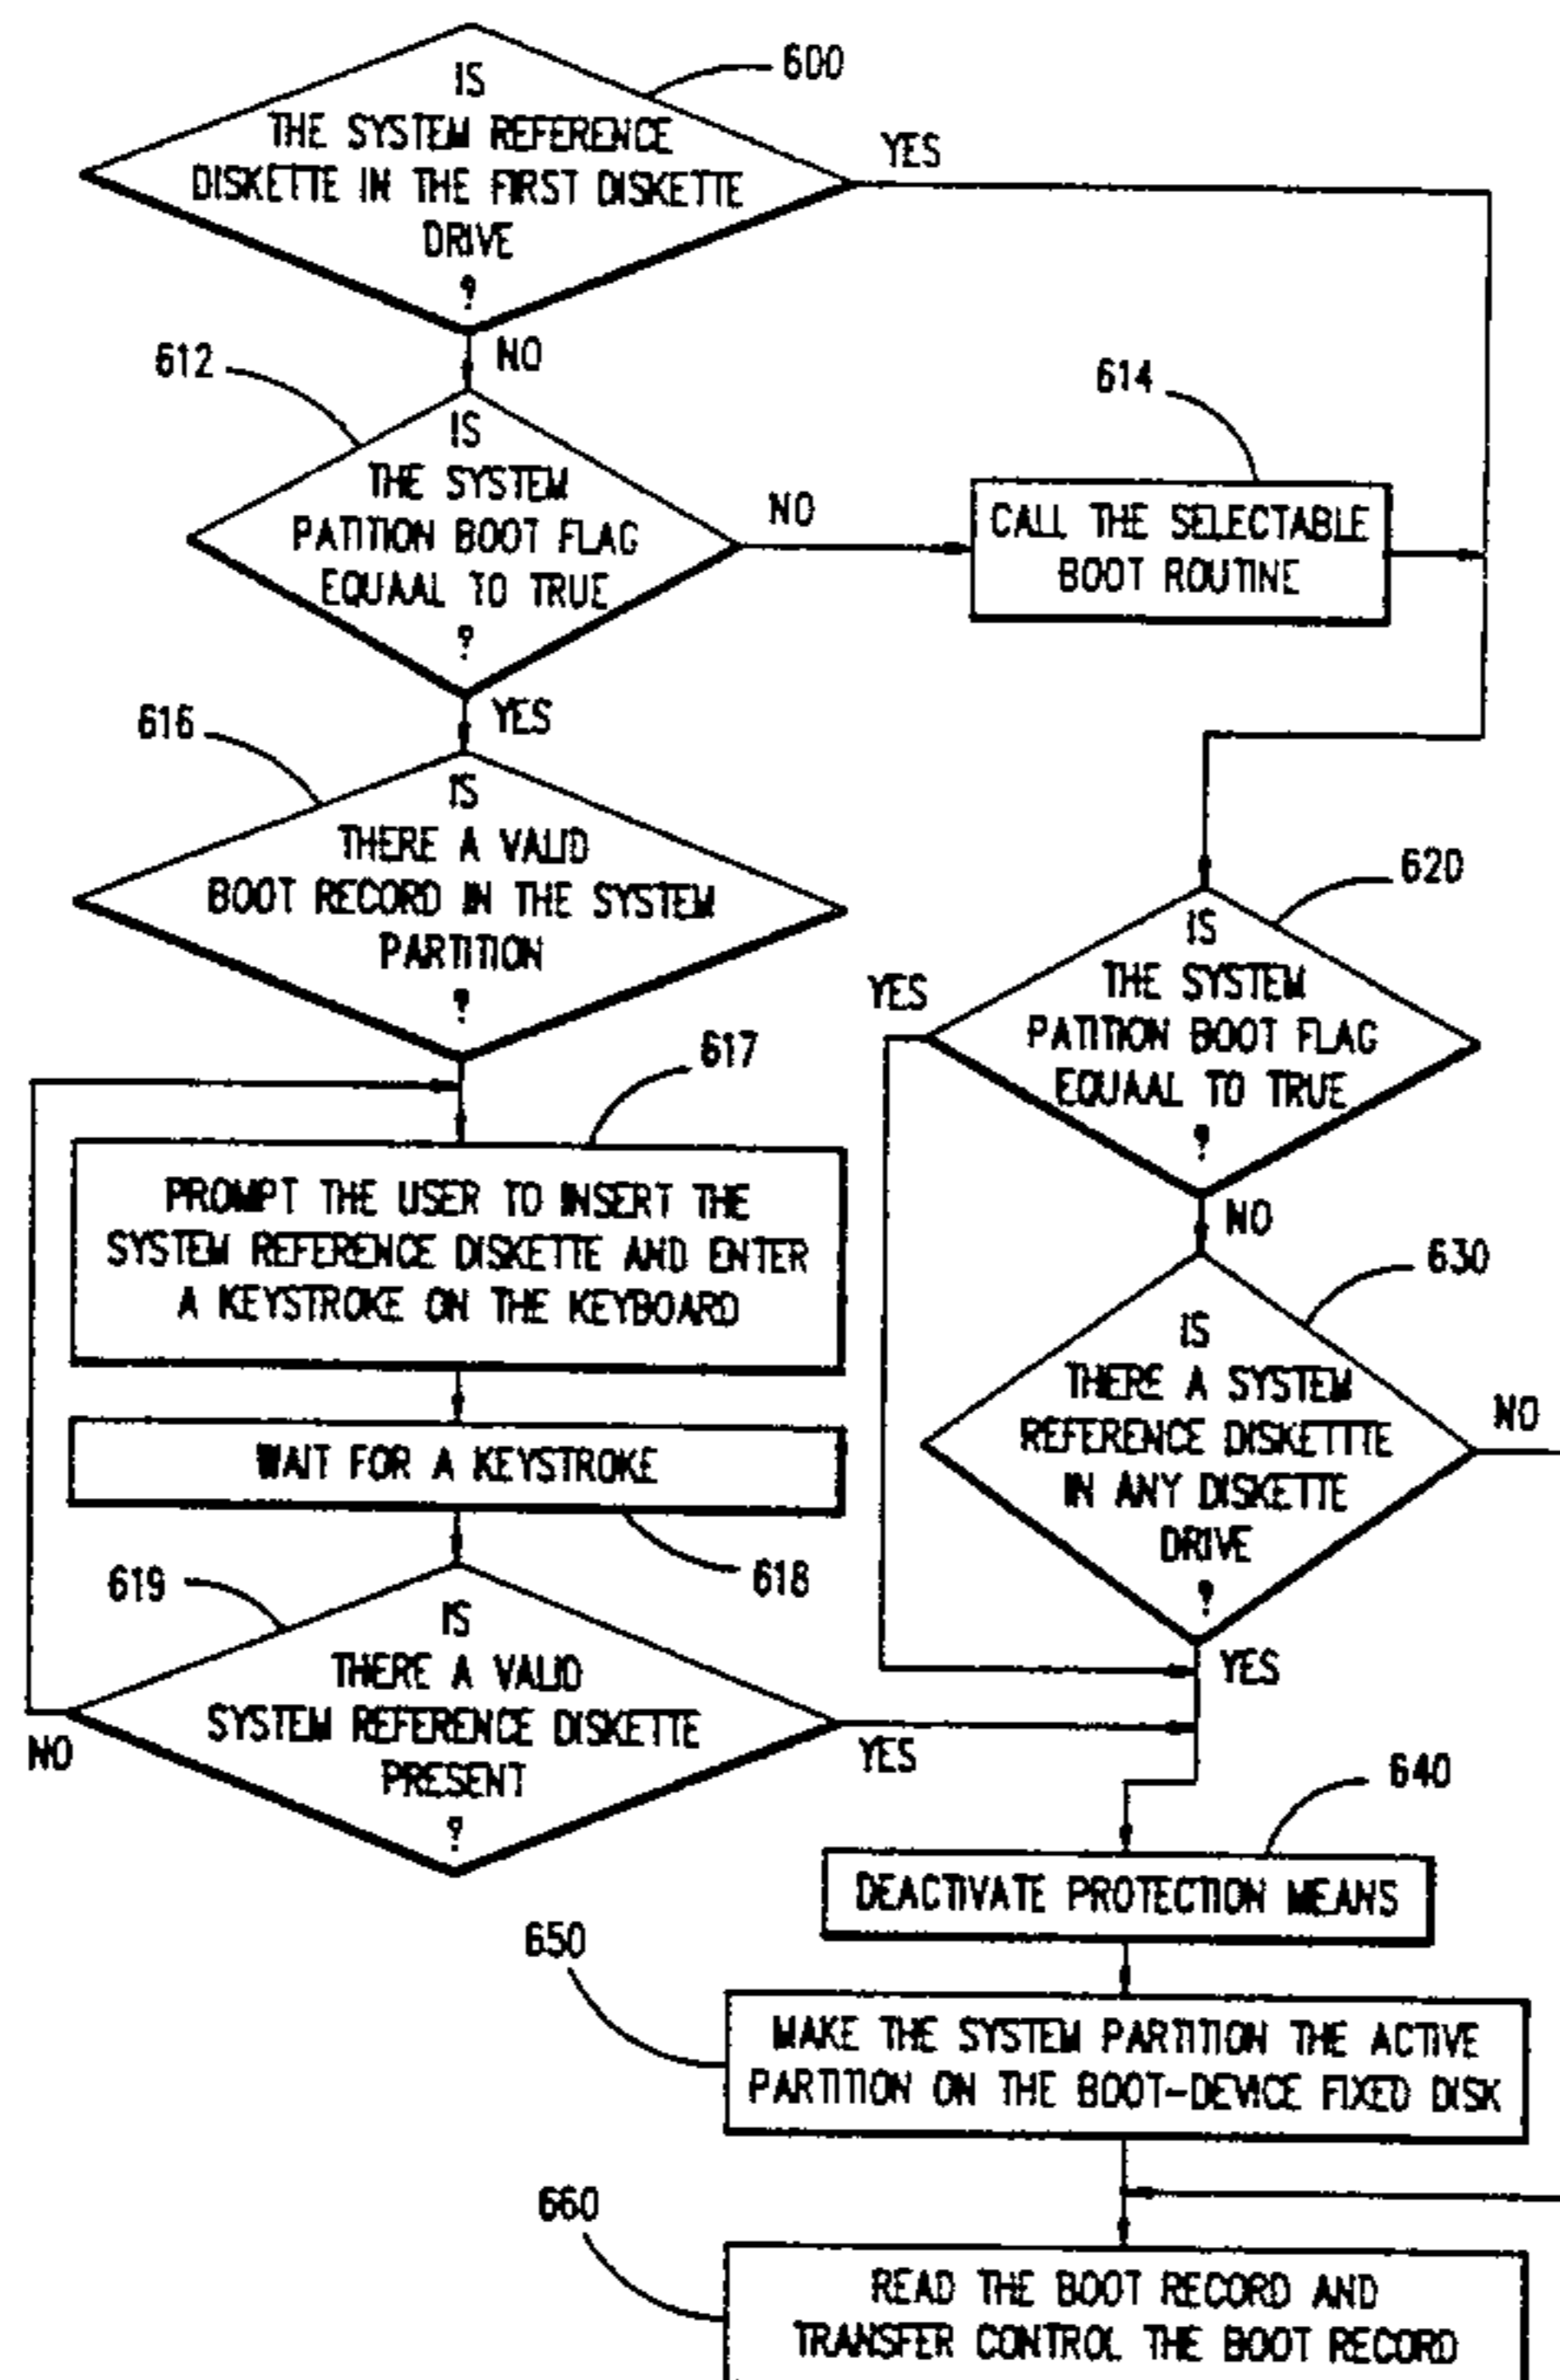 600
IS
THE SYSTEM REFERENCE
DISKETTE IN THE FIRST DISKETTE
DRIVE
?
YES
NO
612
IS
THE SYSTEM
PATITION BOOT FLAG
EQUAAL TO TRUE
?
NO
614
CALL THE SELECTABLE
BOOT ROUTINE
YES
616
IS
THERE A VALID
BOOT RECORD IN THE SYSTEM
PARTITION
?
617
PROMPT THE USER TO INSERT THE
SYSTEM REFERENCE DISKETTE AND ENTER
A KEYSTROKE ON THE KEYBOARD
WAIT FOR A KEYSTROKE
618
619
IS
THERE A VALID
SYSTEM REFERENCE DISKETTE
PRESENT
?
NO
YES
620
IS
THE SYSTEM
PATITION BOOT FLAG
EQUAAL TO TRUE
?
YES
NO
630
IS
THERE A SYSTEM
REFERENCE DISKETTTE
IN ANY DISKETTE
DRIVE
?
NO
YES
640
DEACTIVATE PROTECTION MEANS
650
MAKE THE SYSTEM PARTITION THE ACTIVE
PARTITION ON THE BOOT-DEVICE FIXED DISK
660
READ THE BOOT RECORD AND
TRANSFER CONTROL THE BOOT RECORD